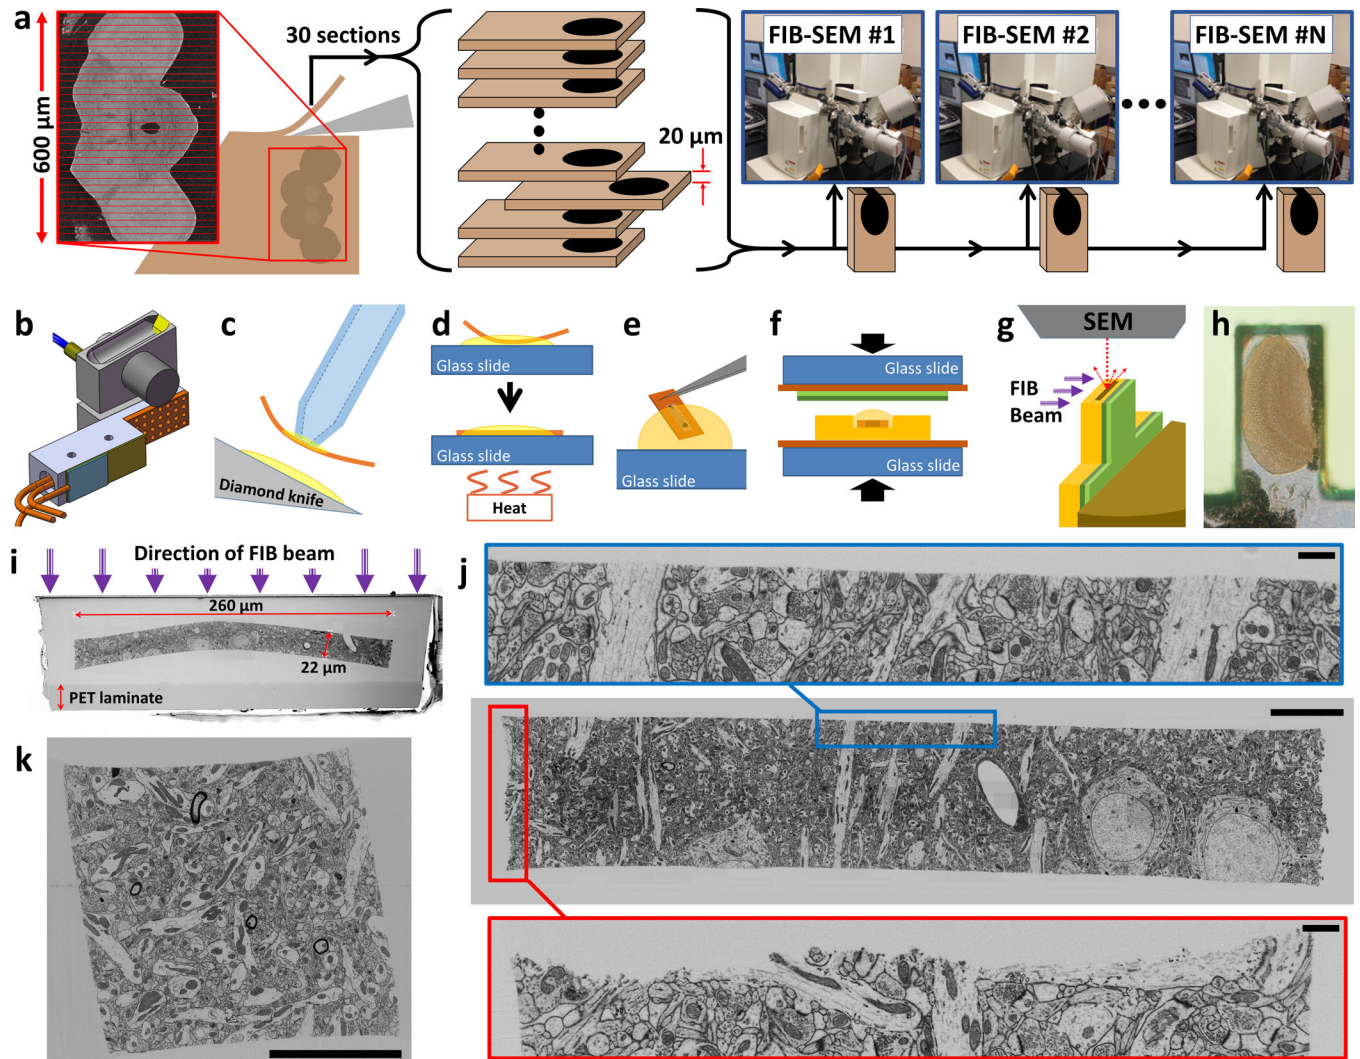 a
600 µm
30 sections
20 µm
FIB-SEM #1
FIB-SEM #2
FIB-SEM #N
b
c
Diamond knife
d
Glass slide
Glass slide
Heat
e
Glass slide
f
Glass slide
Glass slide
g
SEM
FIB
Beam
h
i
Direction of FIB beam
260 µm
22 µm
PET laminate
j
k